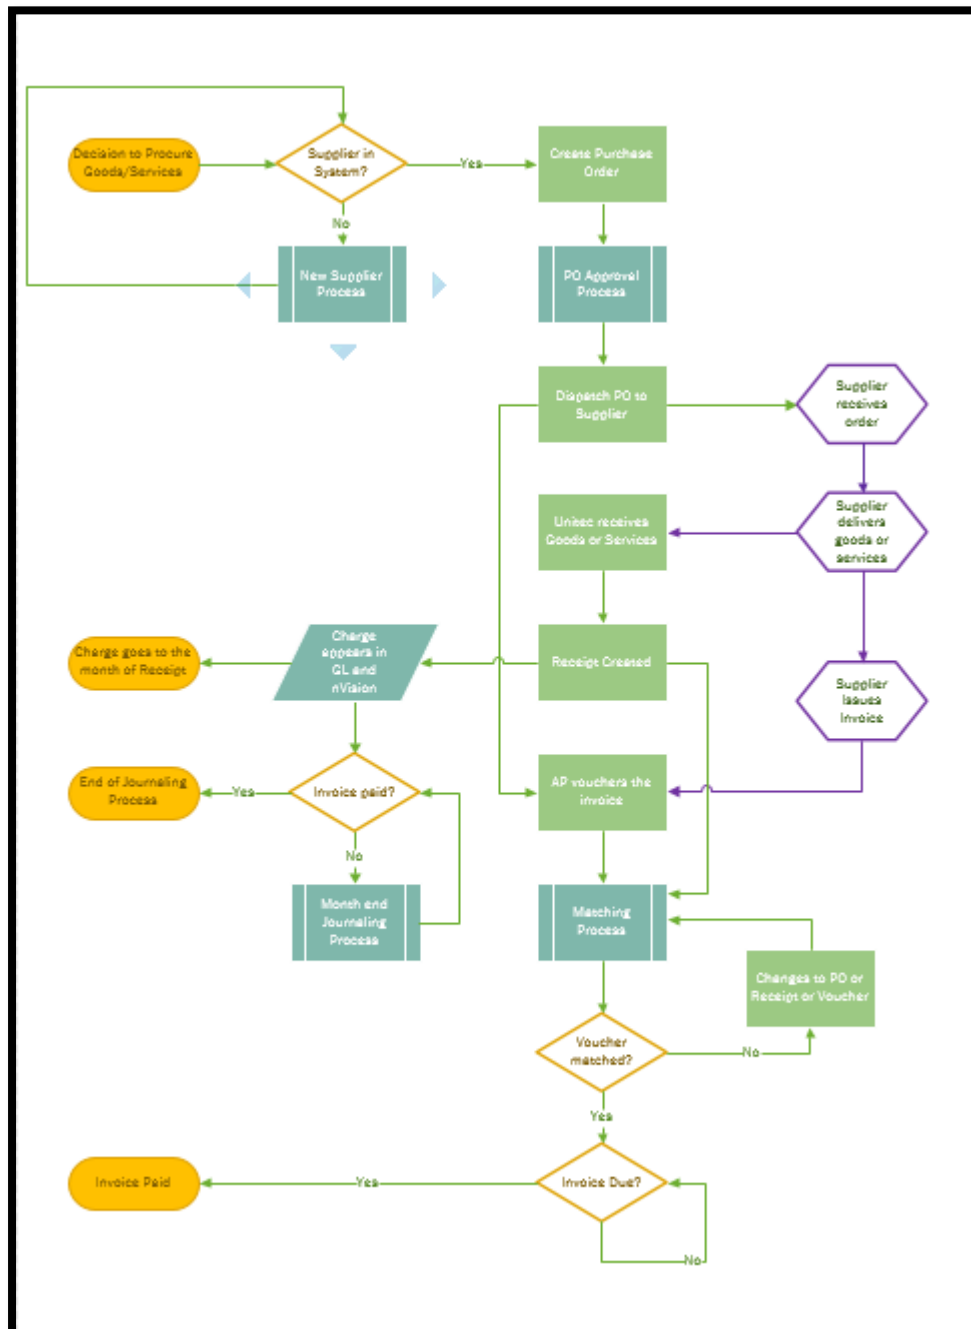 Decision to Procure
Goods/Services
Supplier in
System?
Yes
Create Purchase
Order
No
New Supplier
Process
PO Approval
Process
Dispatch PO to
Supplier
Supplier
receives
order
Unitec receives
Goods or Services
Supplier
delivers
goods or
services
Charge goes to the
month of Receipt
Charge
appears in
GL and
nVision
Receipt Created
Supplier
Issues
Invoice
End of Journaling
Process
Yes
Invoice paid?
AP vouchers the
invoice
No
Month end
Journaling
Process
Matching
Process
Changes to PO or
Receipt or Voucher
Voucher
matched?
No
Yes
Invoice Paid
Yes
Invoice Due?
No